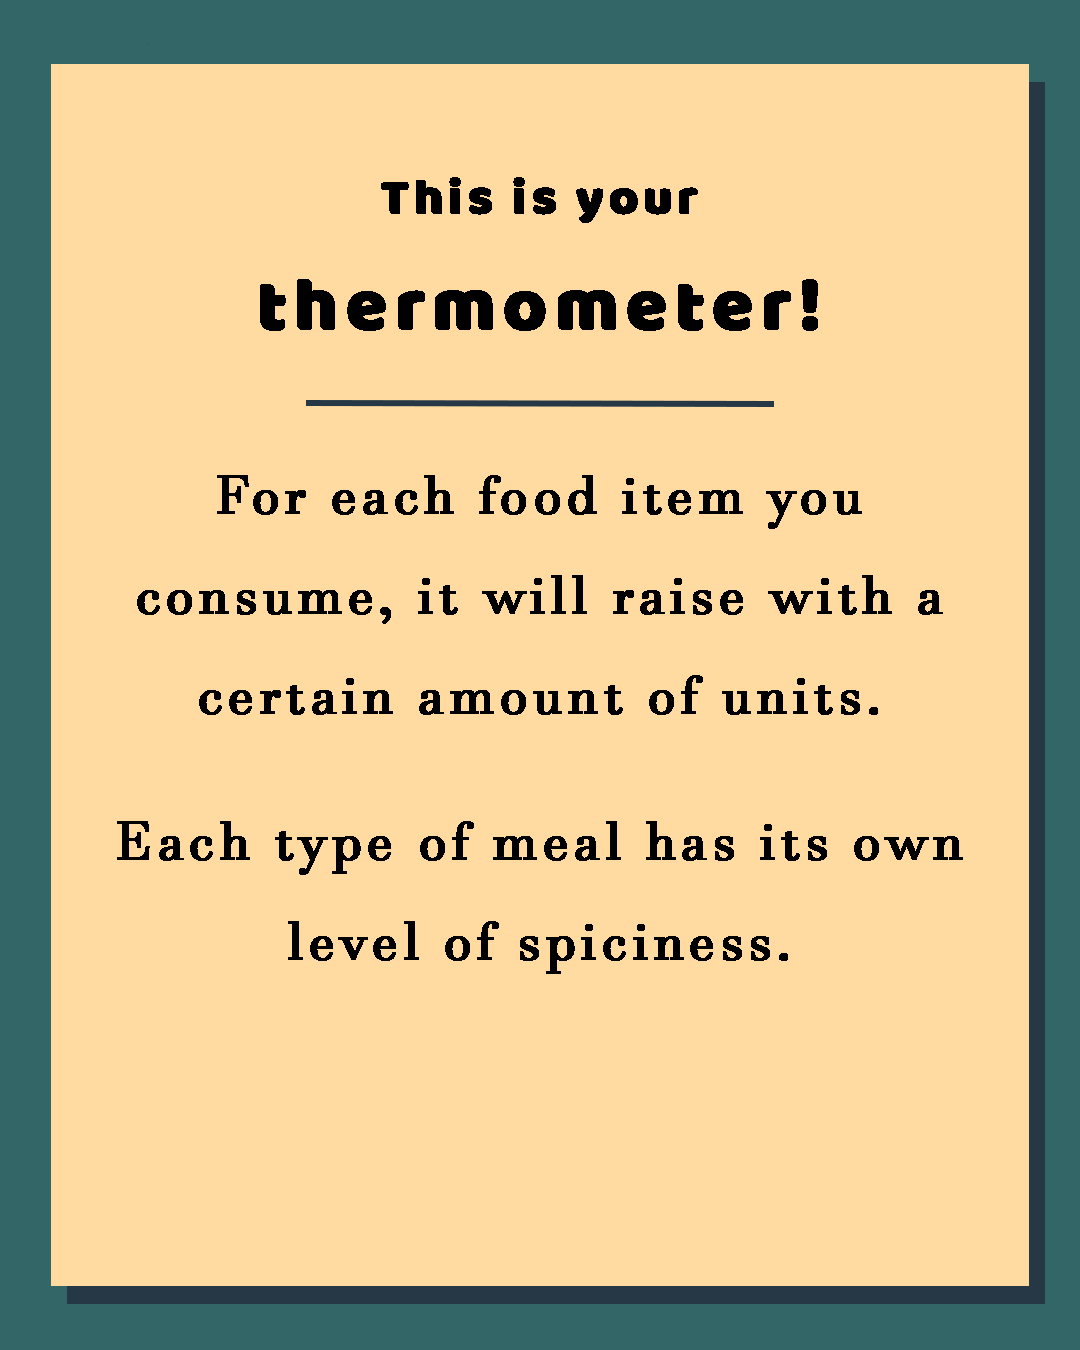 This is your
thermometer!
For each food item you
consume, it will raise with a
certain amount of units.
Each type of meal has its own
level of spiciness.